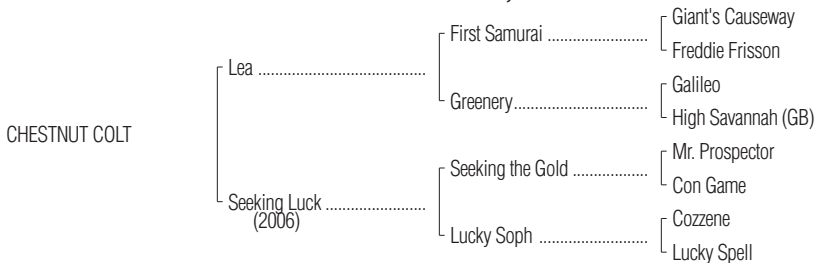 Giant's Causeway
First Samurai ........................
Freddie Frisson
Lea .......................................
Galileo
Greenery................................
High Savannah (GB)
CHESTNUT COLT
Mr. Prospector
Seeking the Gold ..................
Con Game
Seeking Luck ........................
(2006)
Cozzene
Lucky Soph ..........................
Lucky Spell